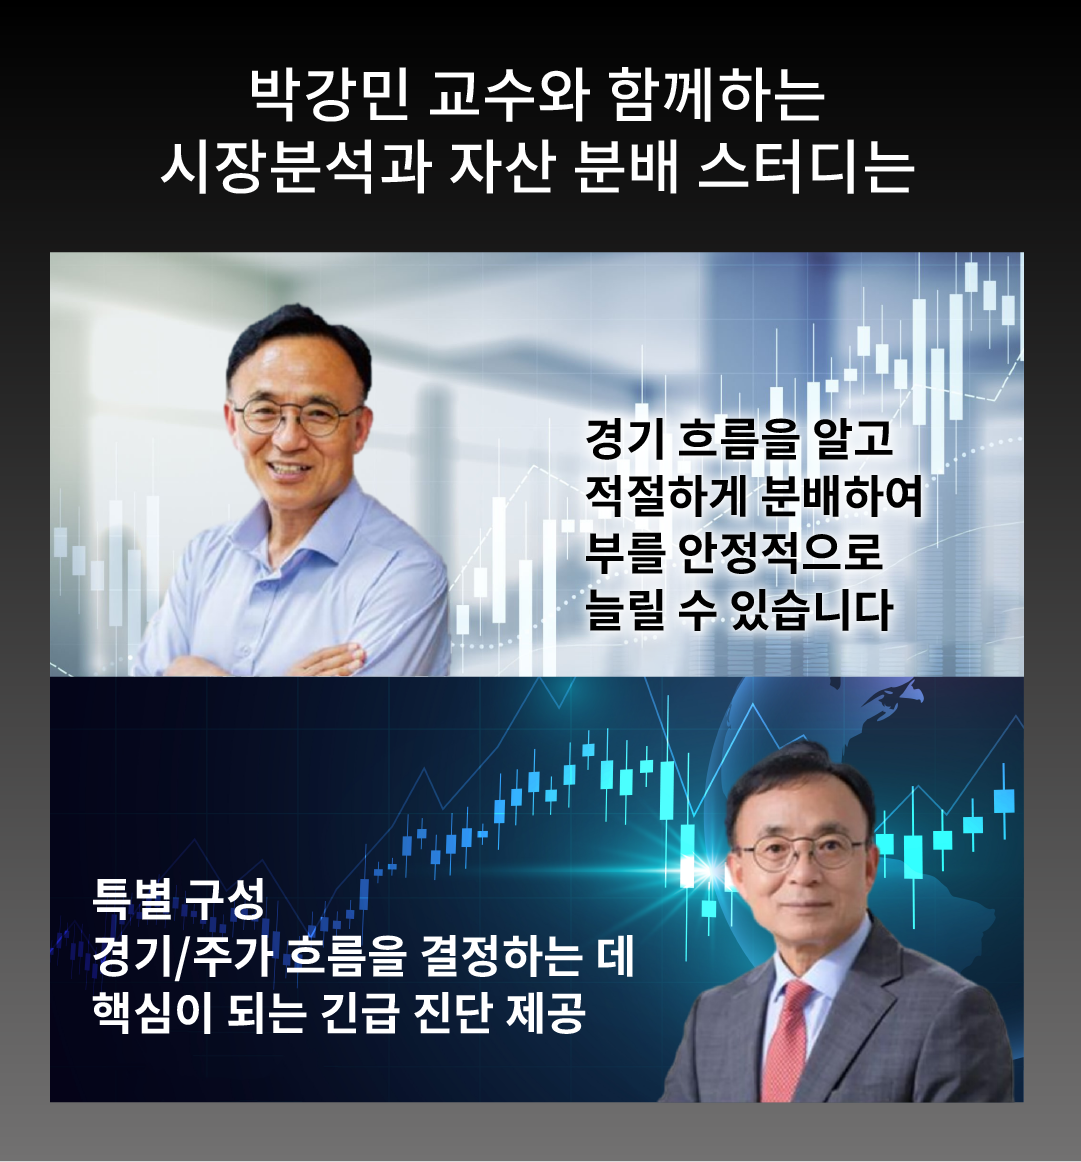 박강민 교수와 함께하는
시장분석과 자산 분배 스터디는
경기 흐름을 알고
적절하게 분배하여
부를 안정적으로
늘릴 수 있습니다
특별 구성
경기/주가 흐름을 결정하는 데
핵심이 되는 긴급 진단 제공